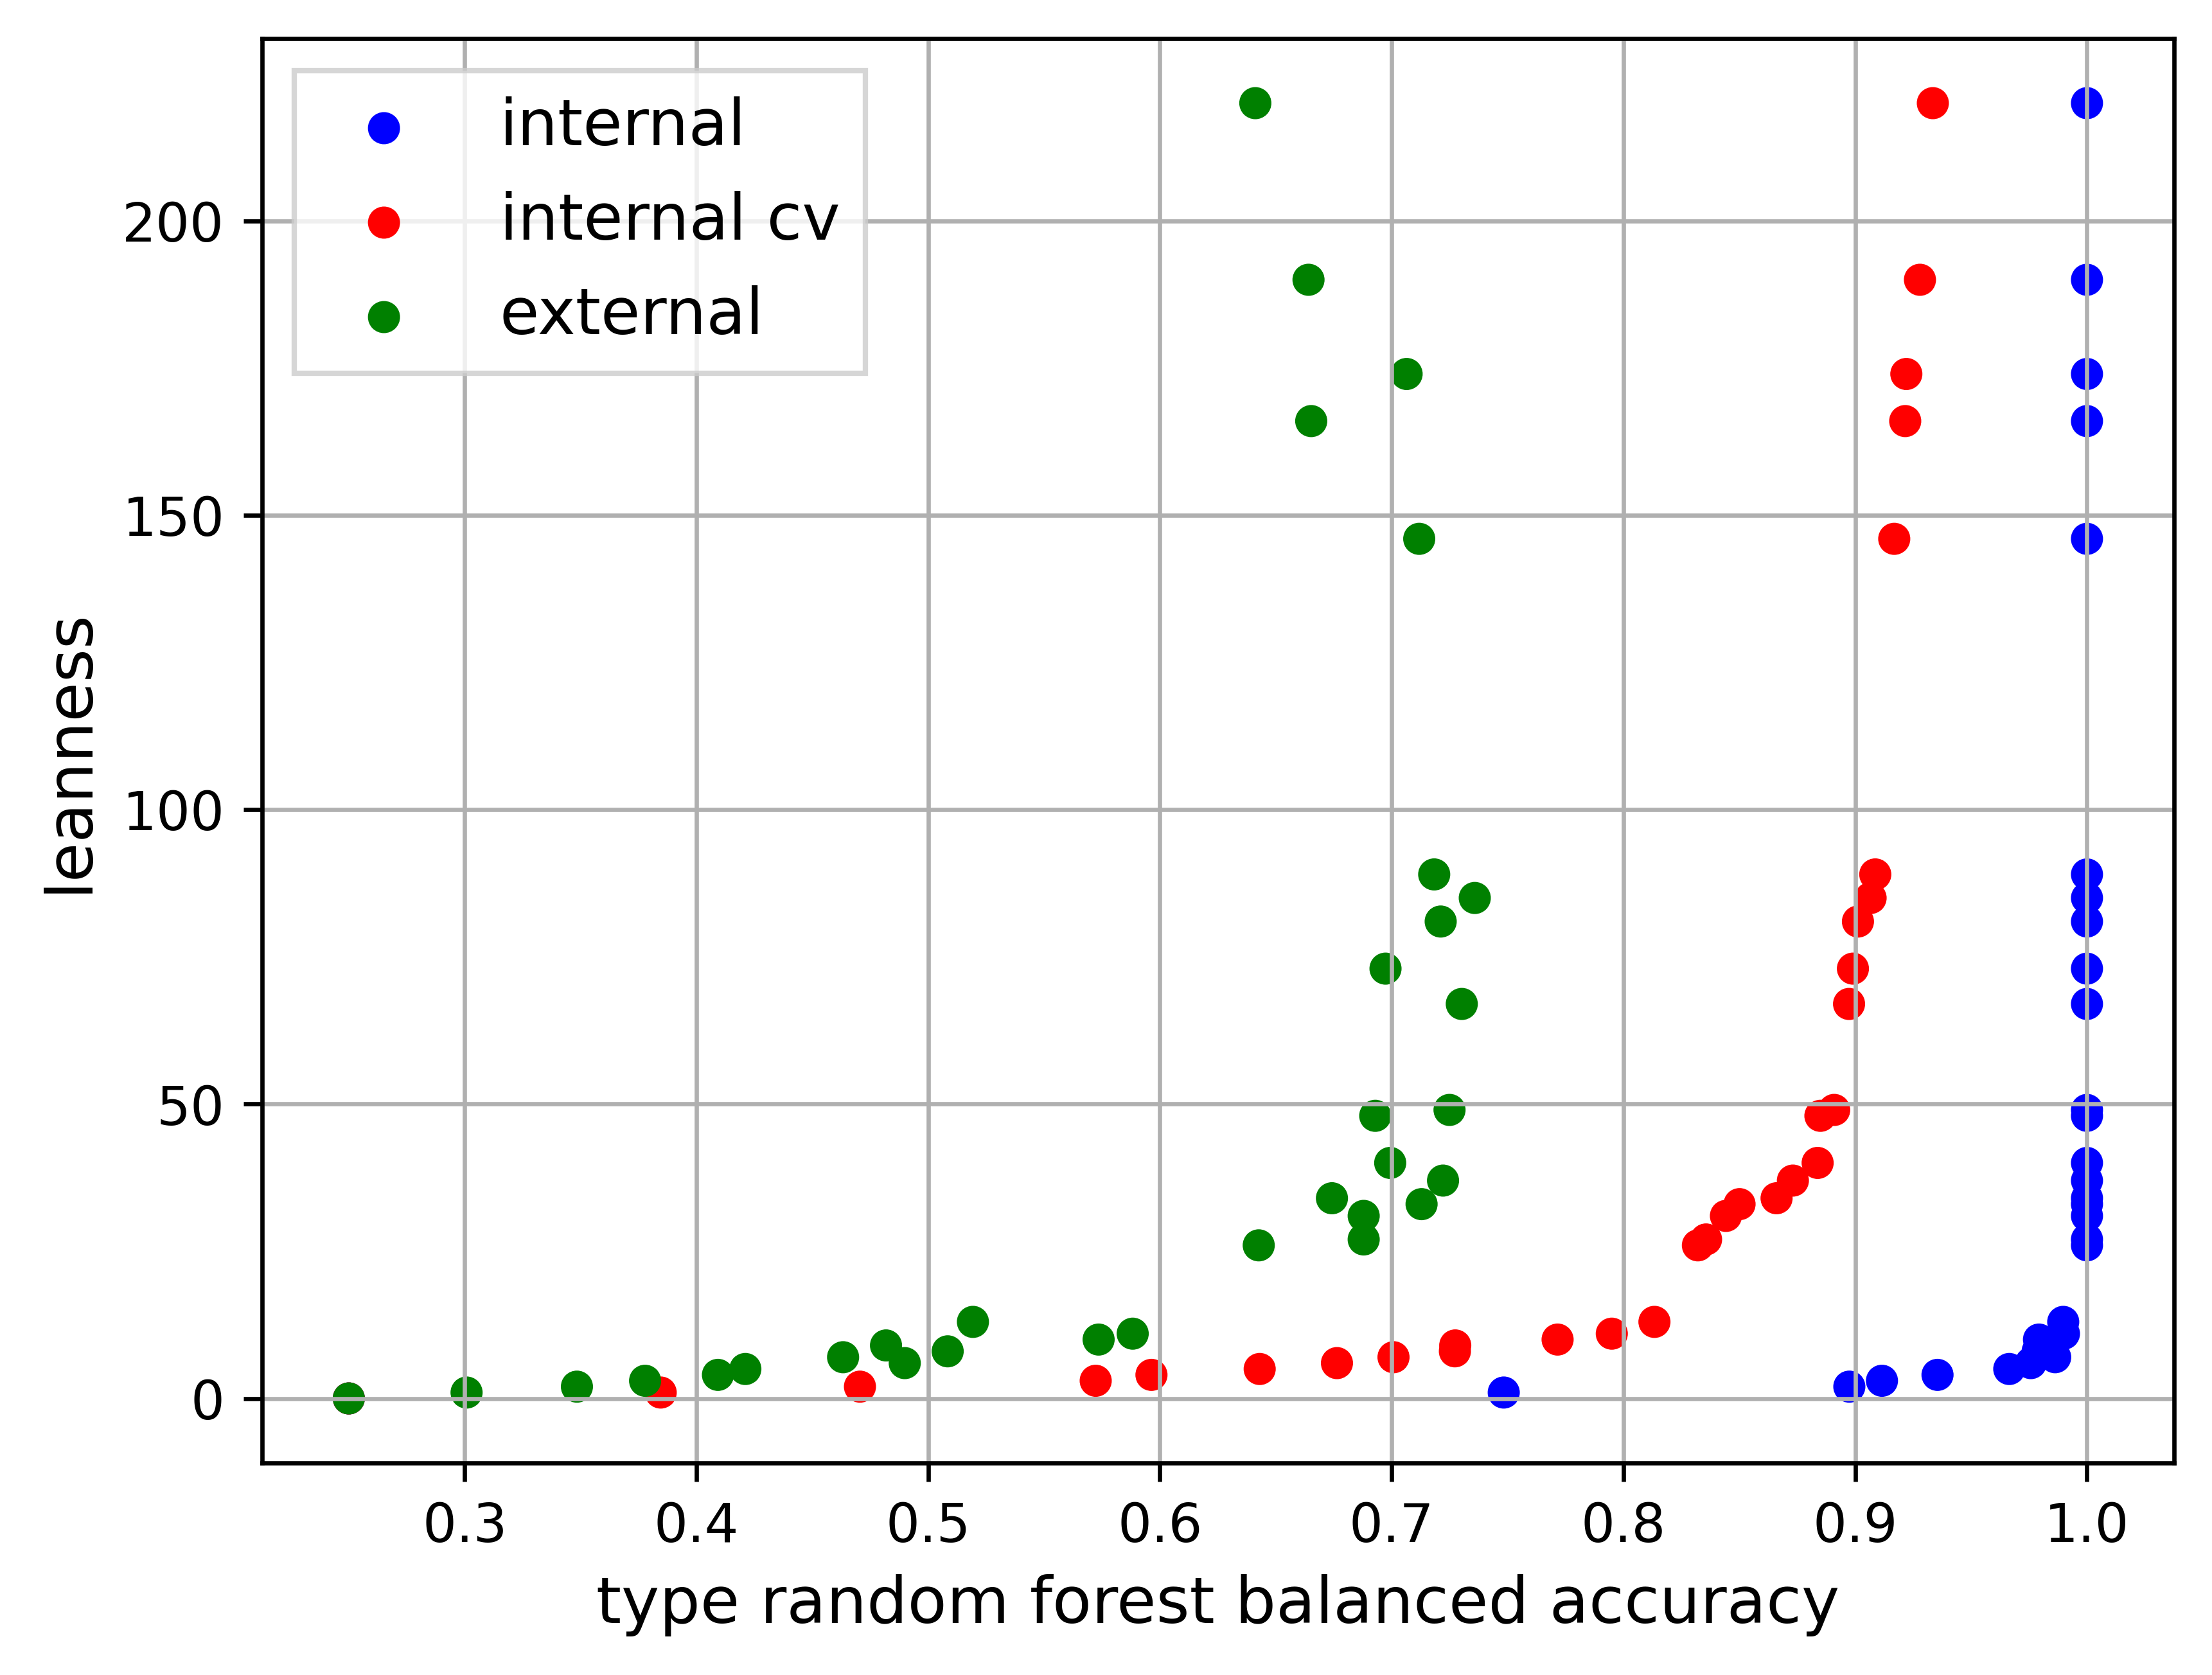 internal
internal cv
external
200
150
100
50
0
leanness
0.3 0.4 0.5 0.6 0.7 0.8 0.9 1.0
type random forest balanced accuracy